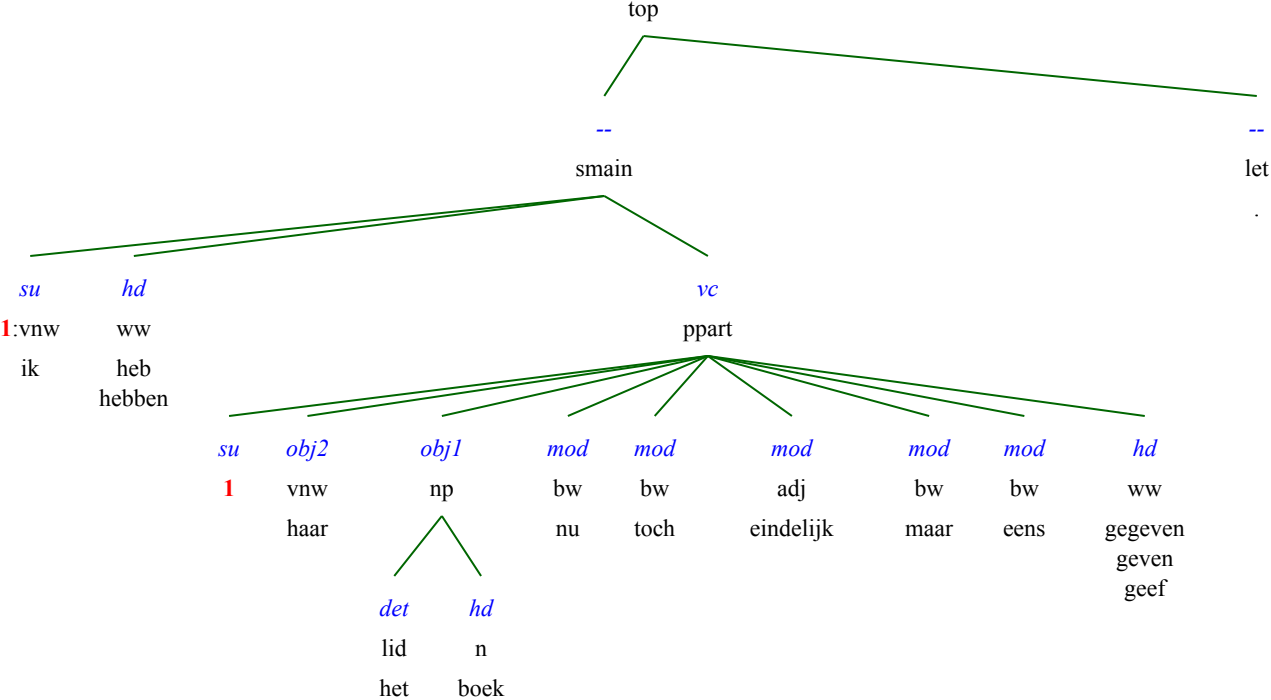 top
-- --
smain let
.
su hd vc
1:vnw ww ppart
ik heb
hebben
su obj2 obj1 mod mod mod mod mod hd
1 vnw np bw bw adj bw bw ww
haar nu toch eindelijk maar eens gegeven
geven
geef
det hd
lid n
het boek